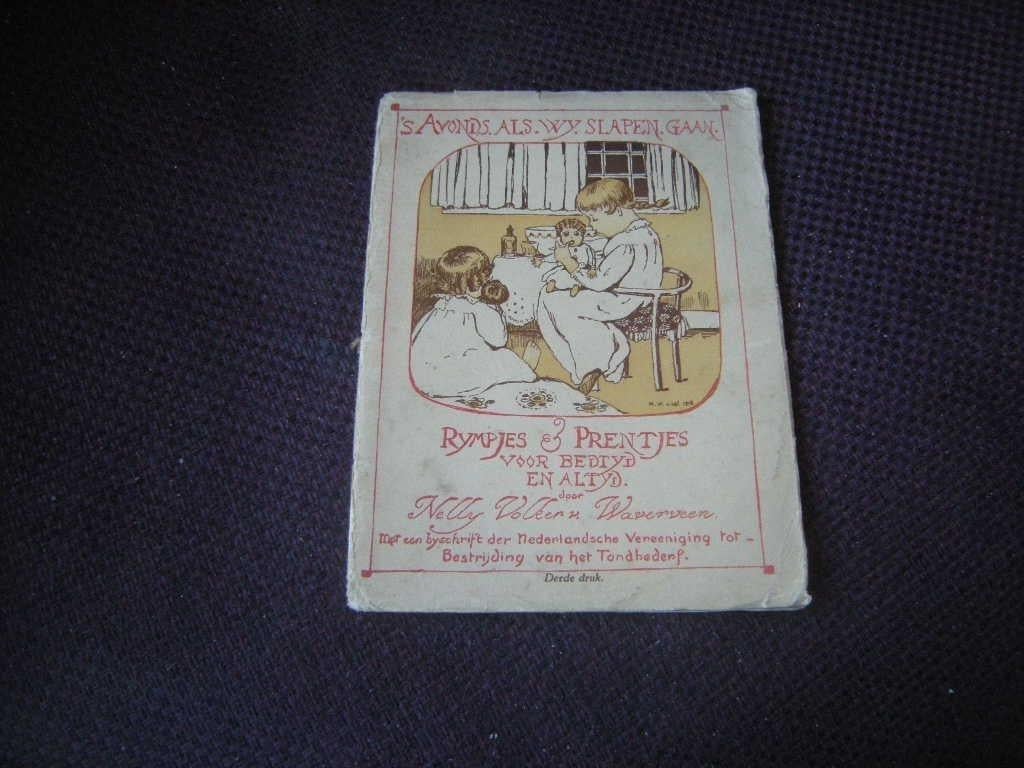 'S AVONDS. ALS. WY. SLAPEN. GAAN.
RYMPJES & PRENTJES
VOOR BEDTYD
EN ALTYD.
door
Nelly Volker v. Waverveen.
Met een byschrift der Nederlandsche Vereeniging tot -
Bestrijding van het Tandbederf.
Derde druk.